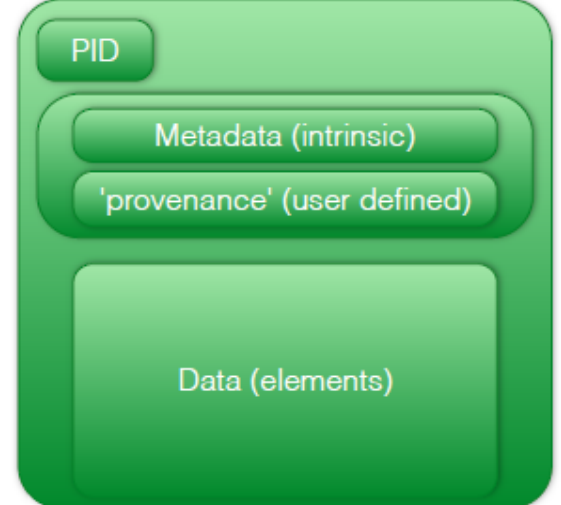 PID
Metadata (intrinsic)
'provenance' (user defined)
Data (elements)